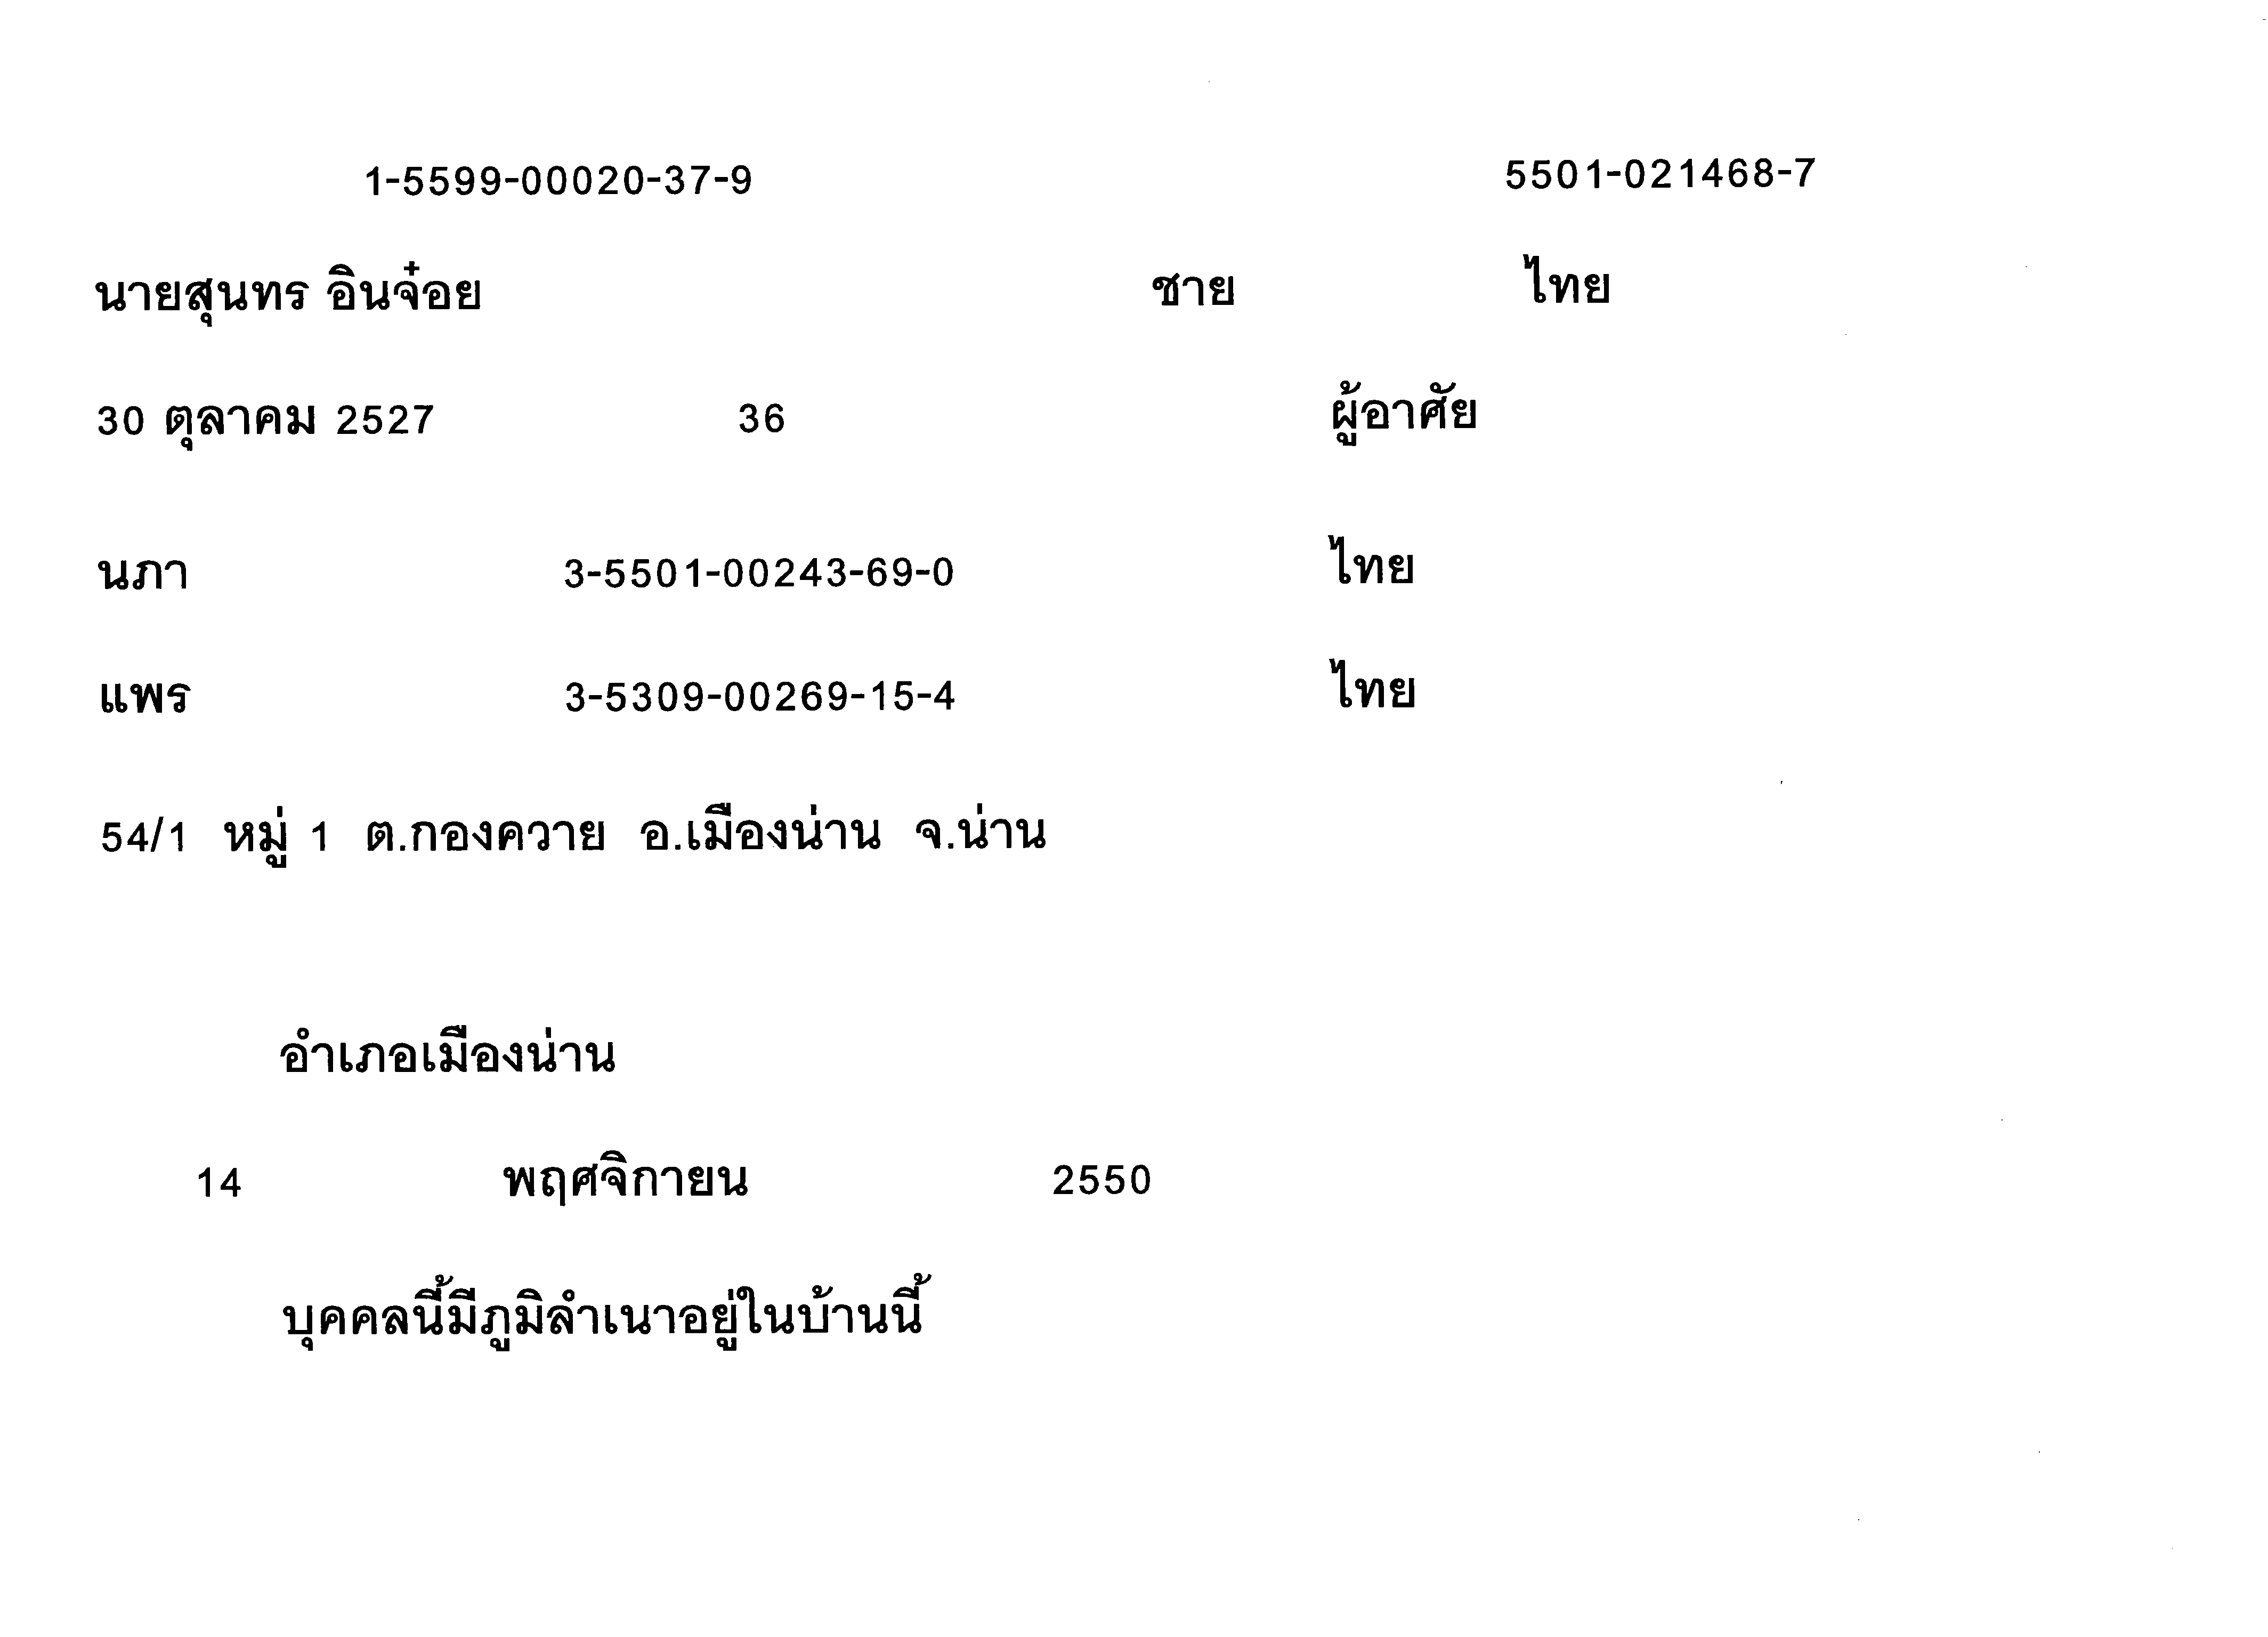 1-5599-00020-37-9 5501-021468-7
นายสุนทร อินจ๋อย ชาย ไทย
30 ตุลาคม 2527 36 ผู้อาศัย
นภา 3-5501-00243-69-0 ไทย
แพร 3-5309-00269-15-4 ไทย
54/1 หมู่ 1 ต.กองควาย อ.เมืองน่าน จ.น่าน
อำเภอเมืองน่าน
14 พฤศจิกายน 2550
บุคคลนี้มีภูมิลำเนาอยู่ในบ้านนี้